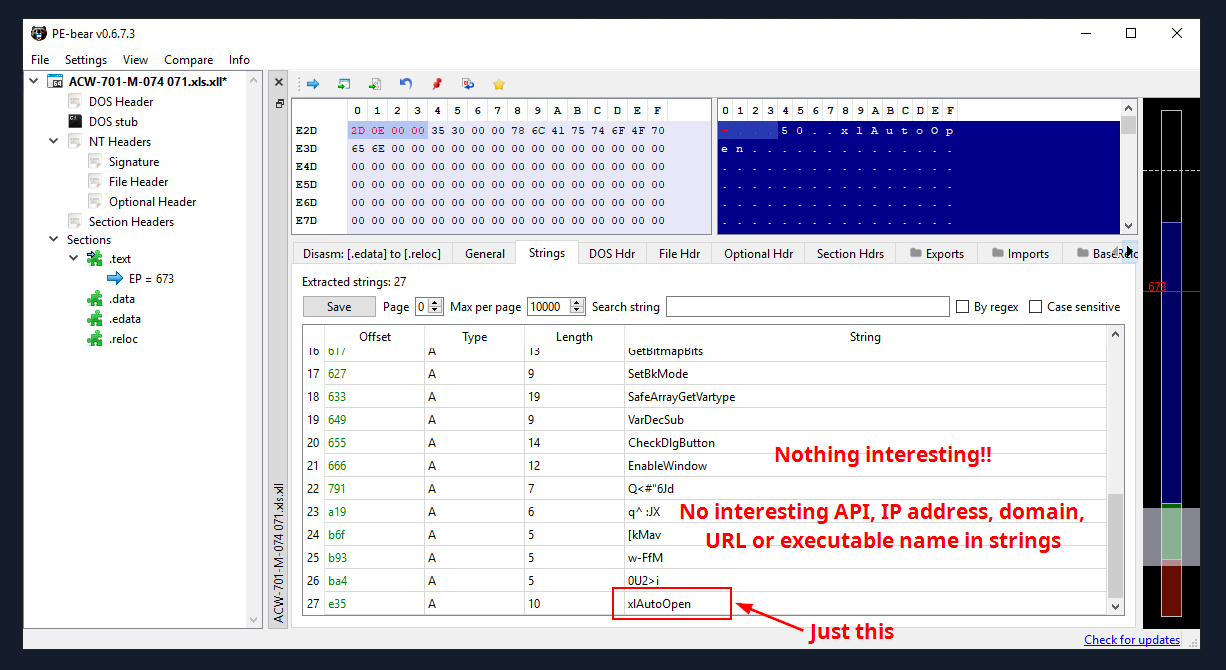 PE-bear v0.6.7.3
File Settings View Compare Info
ACW-701-M-074 071.xls.xll*
DOS Header
DOS stub
NT Headers
Signature
File Header
Optional Header
Section Headers
Sections
.text
EP = 673
.data
.edata
.reloc
ACW-701-M-074 071.xls.xll
0 1 2 3 4 5 6 7 8 9 A B C D E F
0 1 2 3 4 5 6 7 8 9 A B C D E F
E2D 2D 0E 00 00 35 30 00 00 78 6C 41 75 74 6F 4F 70
- . . . 5 0 . . x l A u t o O p
E3D 65 6E 00 00 00 00 00 00 00 00 00 00 00 00 00 00
e n . . . . . . . . . . . . . .
E4D 00 00 00 00 00 00 00 00 00 00 00 00 00 00 00 00
. . . . . . . . . . . . . . . .
E5D 00 00 00 00 00 00 00 00 00 00 00 00 00 00 00 00
. . . . . . . . . . . . . . . .
E6D 00 00 00 00 00 00 00 00 00 00 00 00 00 00 00 00
. . . . . . . . . . . . . . . .
E7D 00 00 00 00 00 00 00 00 00 00 00 00 00 00 00 00
. . . . . . . . . . . . . . . .
Disasm: [.edata] to [.reloc] General Strings DOS Hdr File Hdr Optional Hdr Section Hdrs Exports Imports
Extracted strings: 27
Save Page 0 Max per page 10000 Search string By regex Case sensitive
Offset Type Length String
16 617 A 13 GetBitmapBits
17 627 A 9 SetBkMode
18 633 A 19 SafeArrayGetVartype
19 649 A 9 VarDecSub
20 655 A 14 CheckDlgButton
21 666 A 12 EnableWindow
22 791 A 7 Q<#"6Jd
23 a19 A 6 q^ :JX
24 b6f A 5 [kMav
25 b93 A 5 w-FfM
26 ba4 A 5 0U2>i
27 e35 A 10 xlAutoOpen
Nothing interesting!!
No interesting API, IP address, domain,
URL or executable name in strings
Just this
673
Check for updates